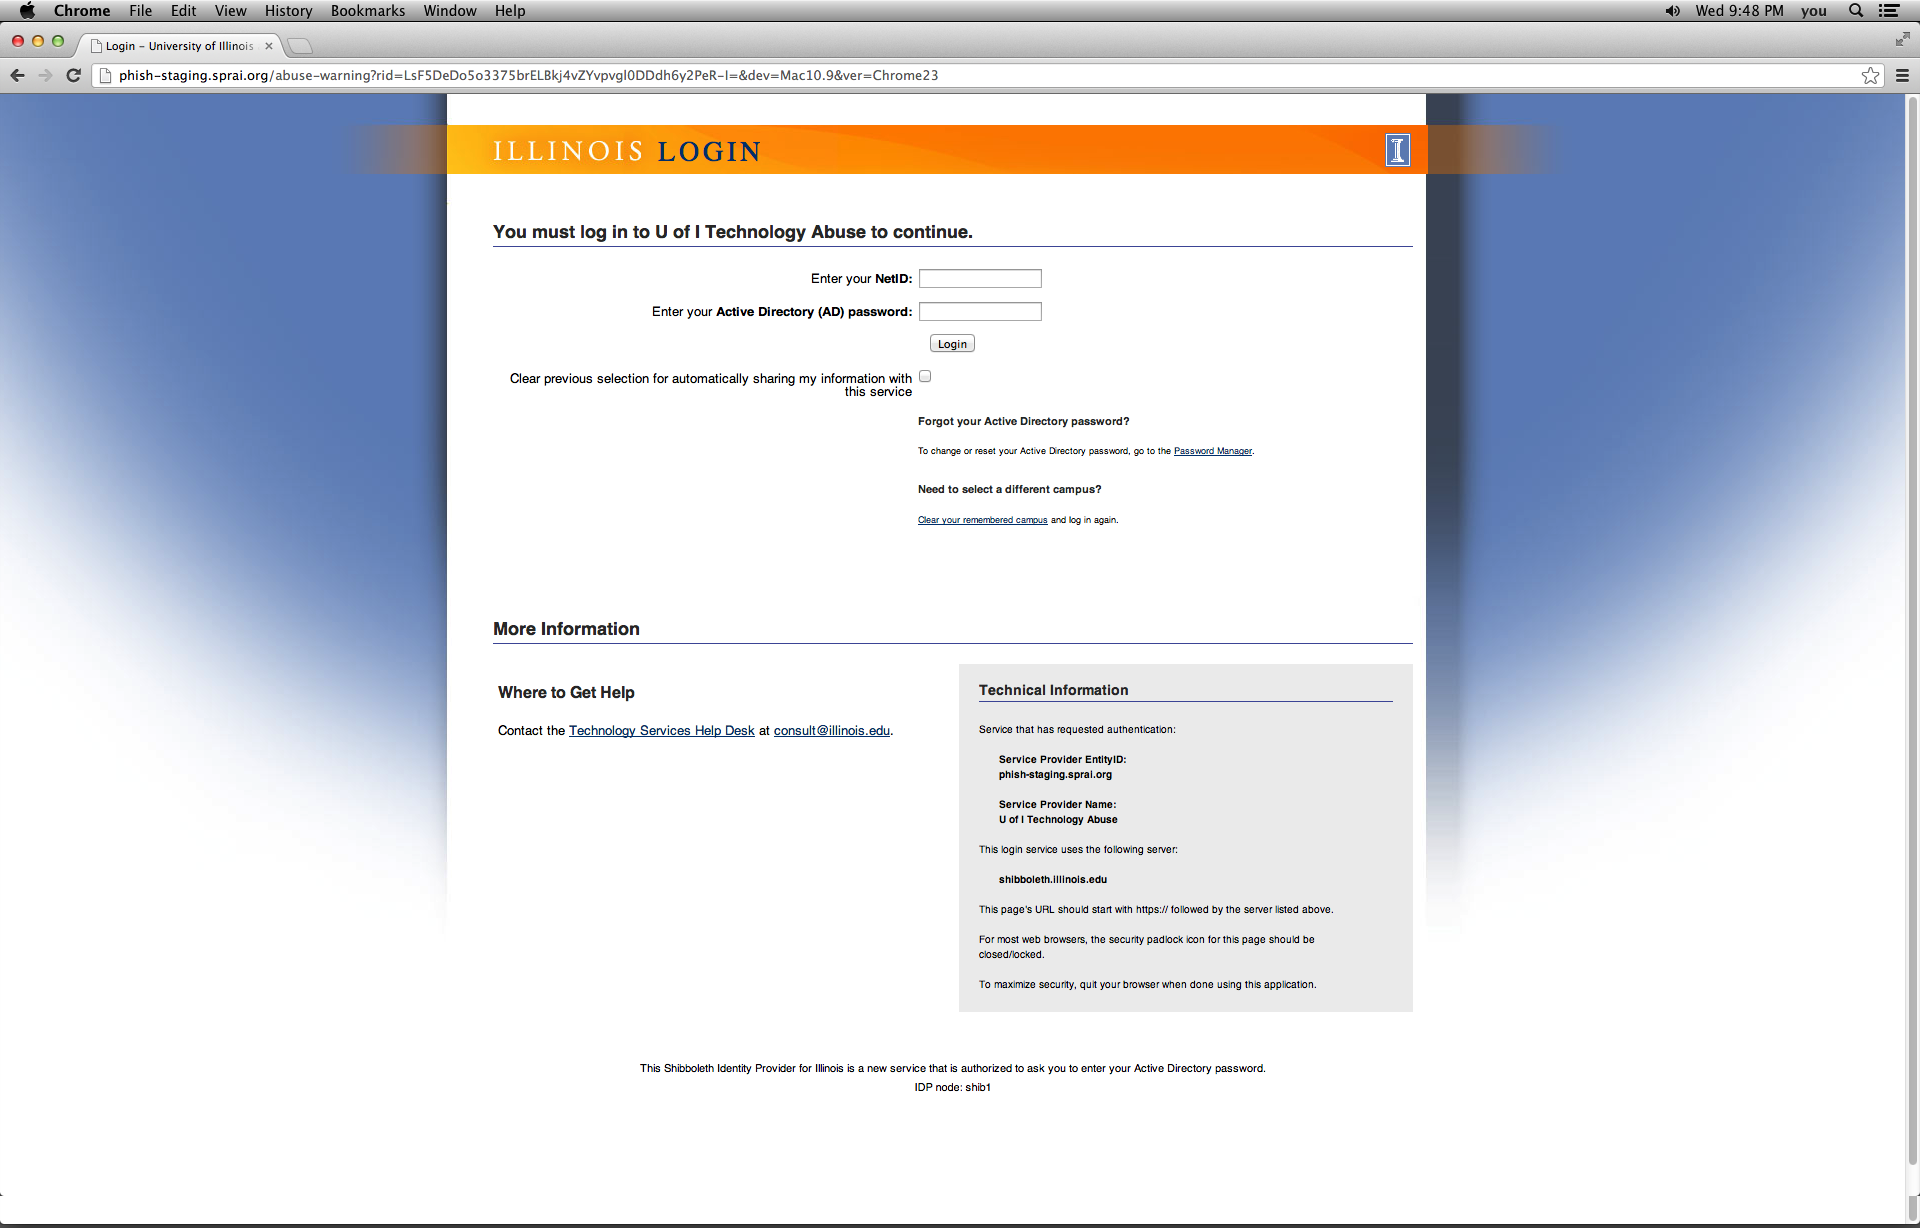 Chrome File Edit View History Bookmarks Window Help Wed 9:48 PM you
Login – University of Illinois
phish-staging.sprai.org/abuse-warning?rid=LsF5DeDo5o3375brELBkj4vZYvpvgl0DDdh6y2PeR-I=&dev=Mac10.9&ver=Chrome23
ILLINOIS LOGIN
I
You must log in to U of I Technology Abuse to continue.
Enter your NetID:
Enter your Active Directory (AD) password:
Login
Clear previous selection for automatically sharing my information with
this service
Forgot your Active Directory password?
To change or reset your Active Directory password, go to the Password Manager.
Need to select a different campus?
Clear your remembered campus and log in again.
More Information
Where to Get Help
Contact the Technology Services Help Desk at consult@illinois.edu.
Technical Information
Service that has requested authentication:
Service Provider EntityID:
phish-staging.sprai.org
Service Provider Name:
U of I Technology Abuse
This login service uses the following server:
shibboleth.illinois.edu
This page's URL should start with https:// followed by the server listed above.
For most web browsers, the security padlock icon for this page should be
closed/locked.
To maximize security, quit your browser when done using this application.
This Shibboleth Identity Provider for Illinois is a new service that is authorized to ask you to enter your Active Directory password.
IDP node: shib1